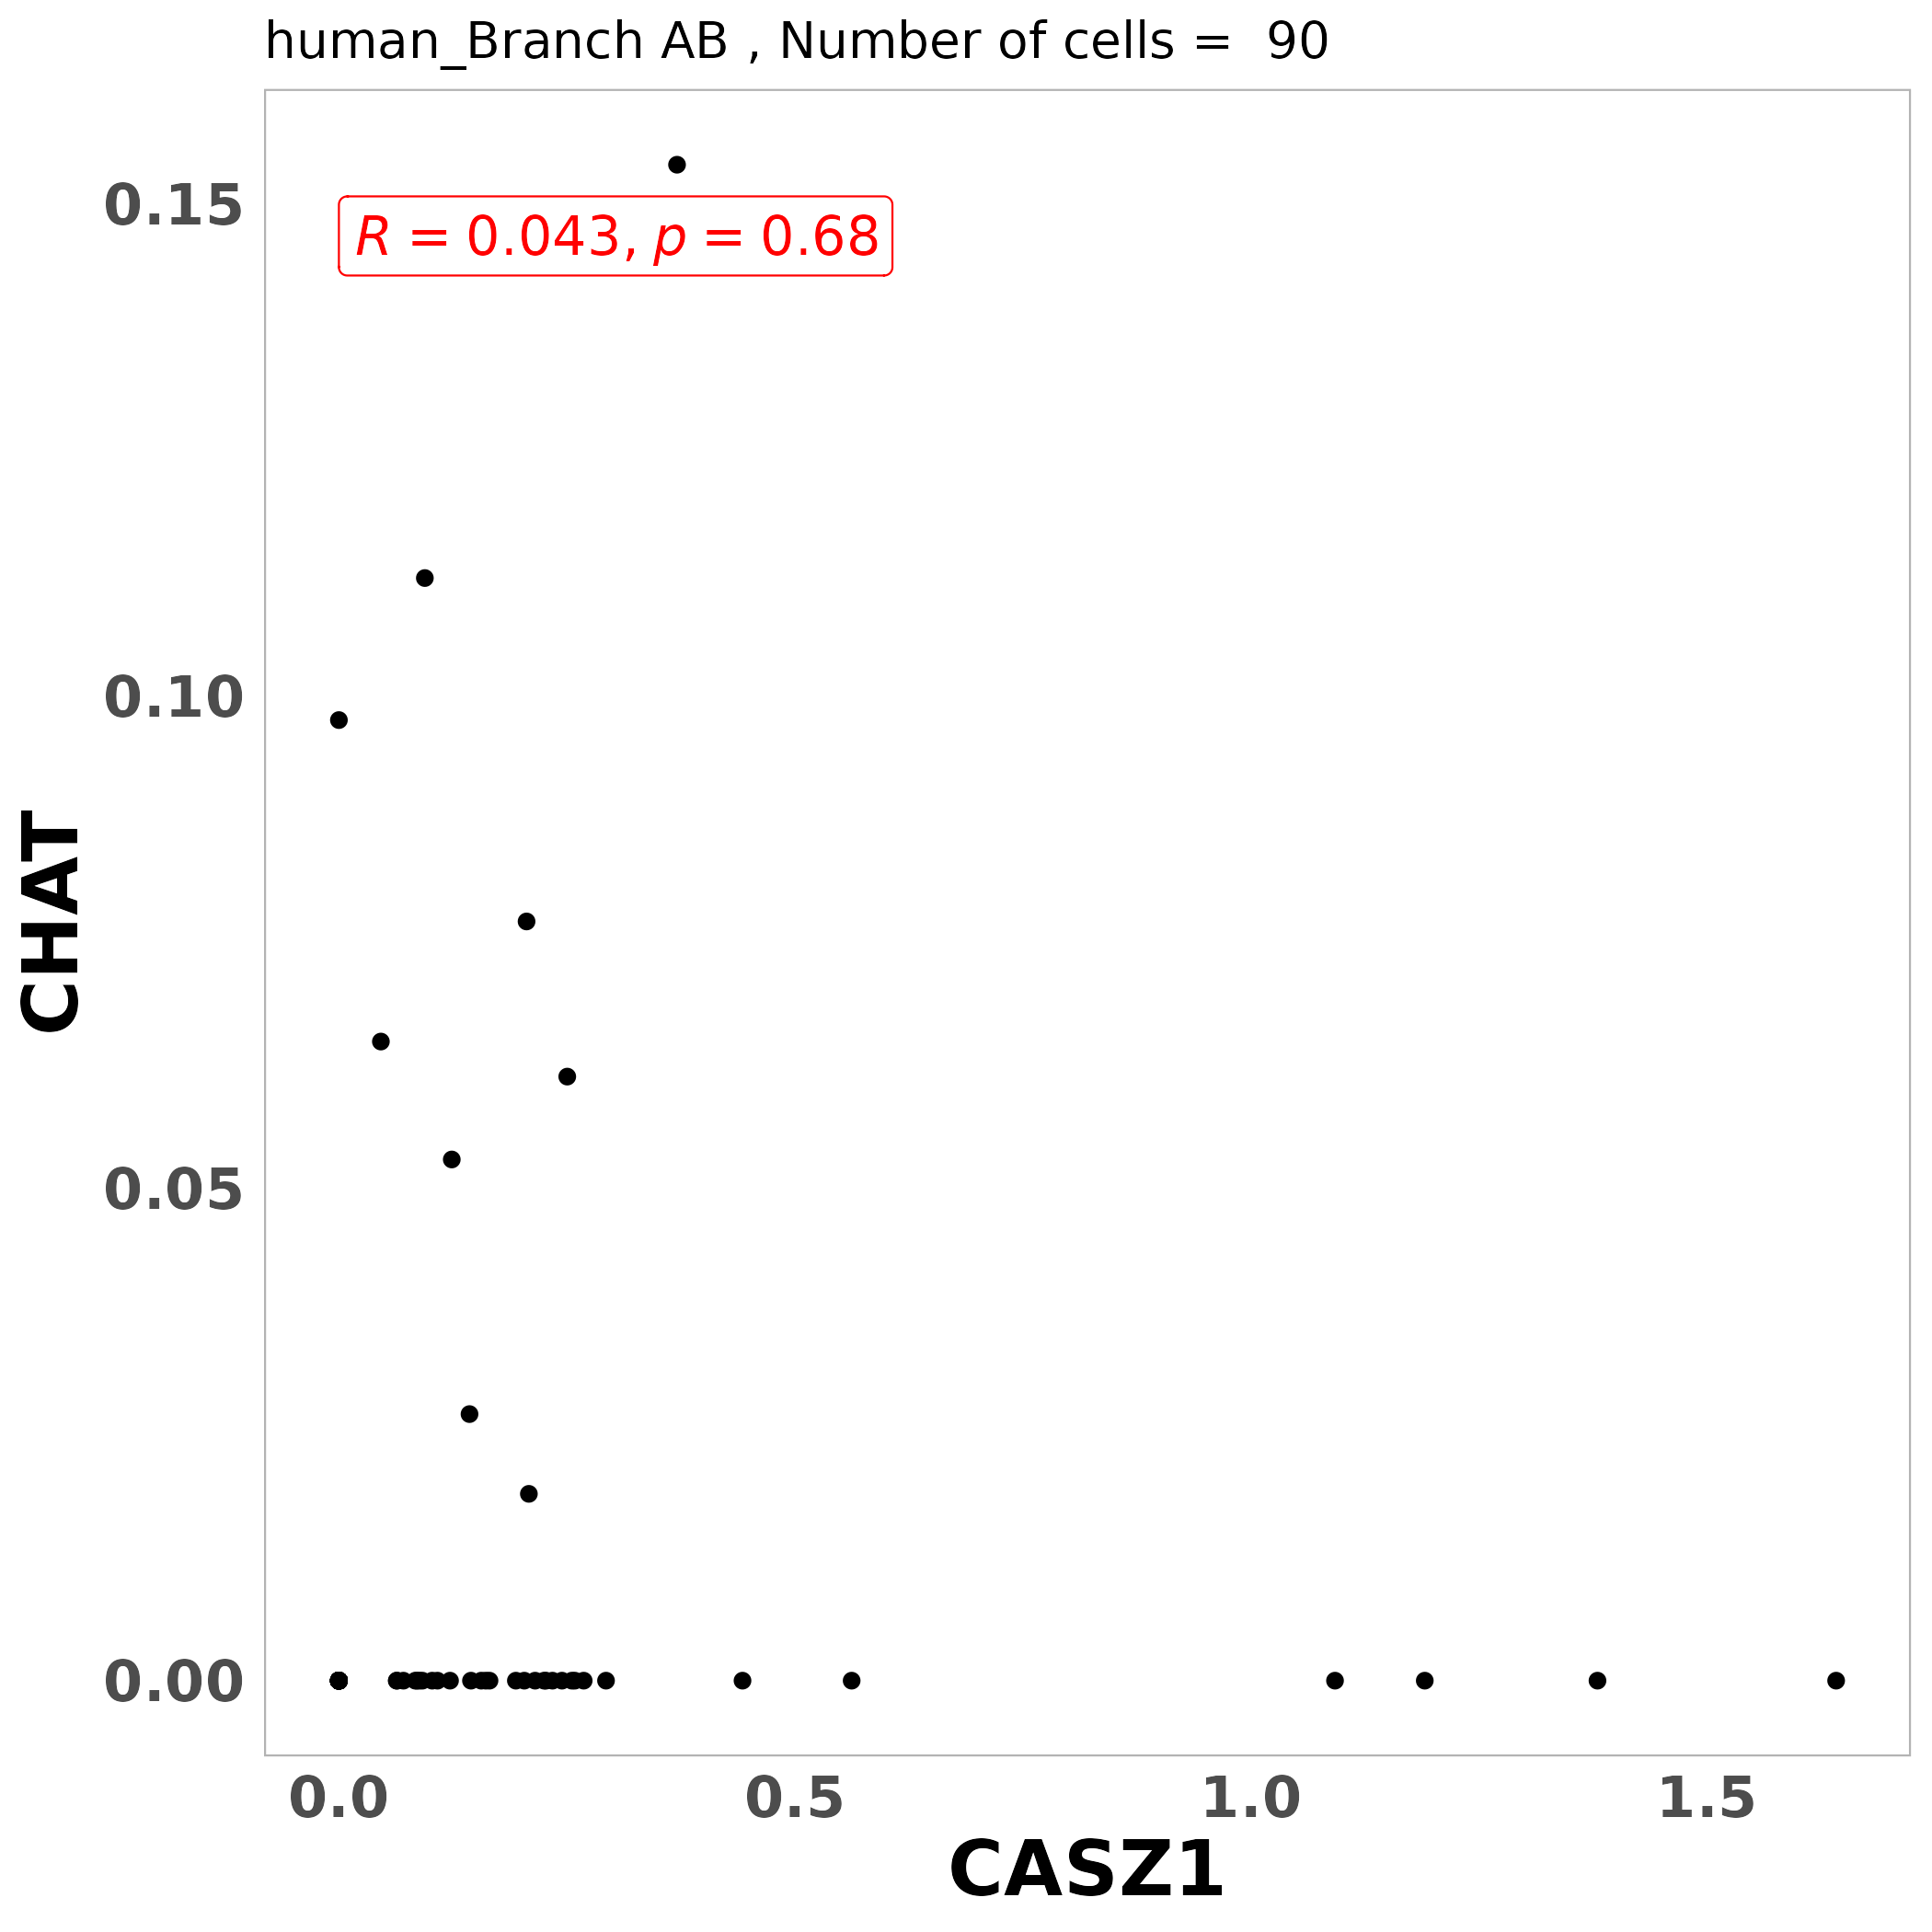 human_Branch AB , Number of cells =  90
R = 0.043, p = 0.68
0.15
0.10
0.05
0.00
CHAT
0.0 0.5 1.0 1.5
CASZ1